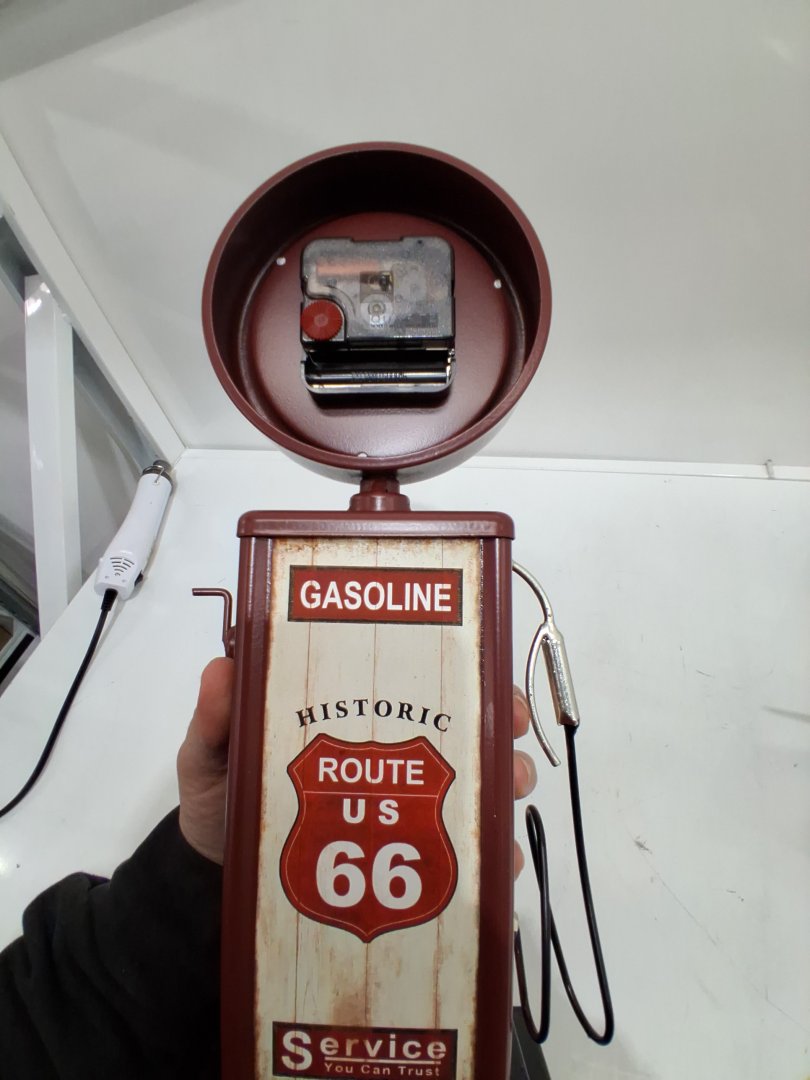 GASOLINE
HISTORIC
ROUTE
US
66
Service
You Can Trust